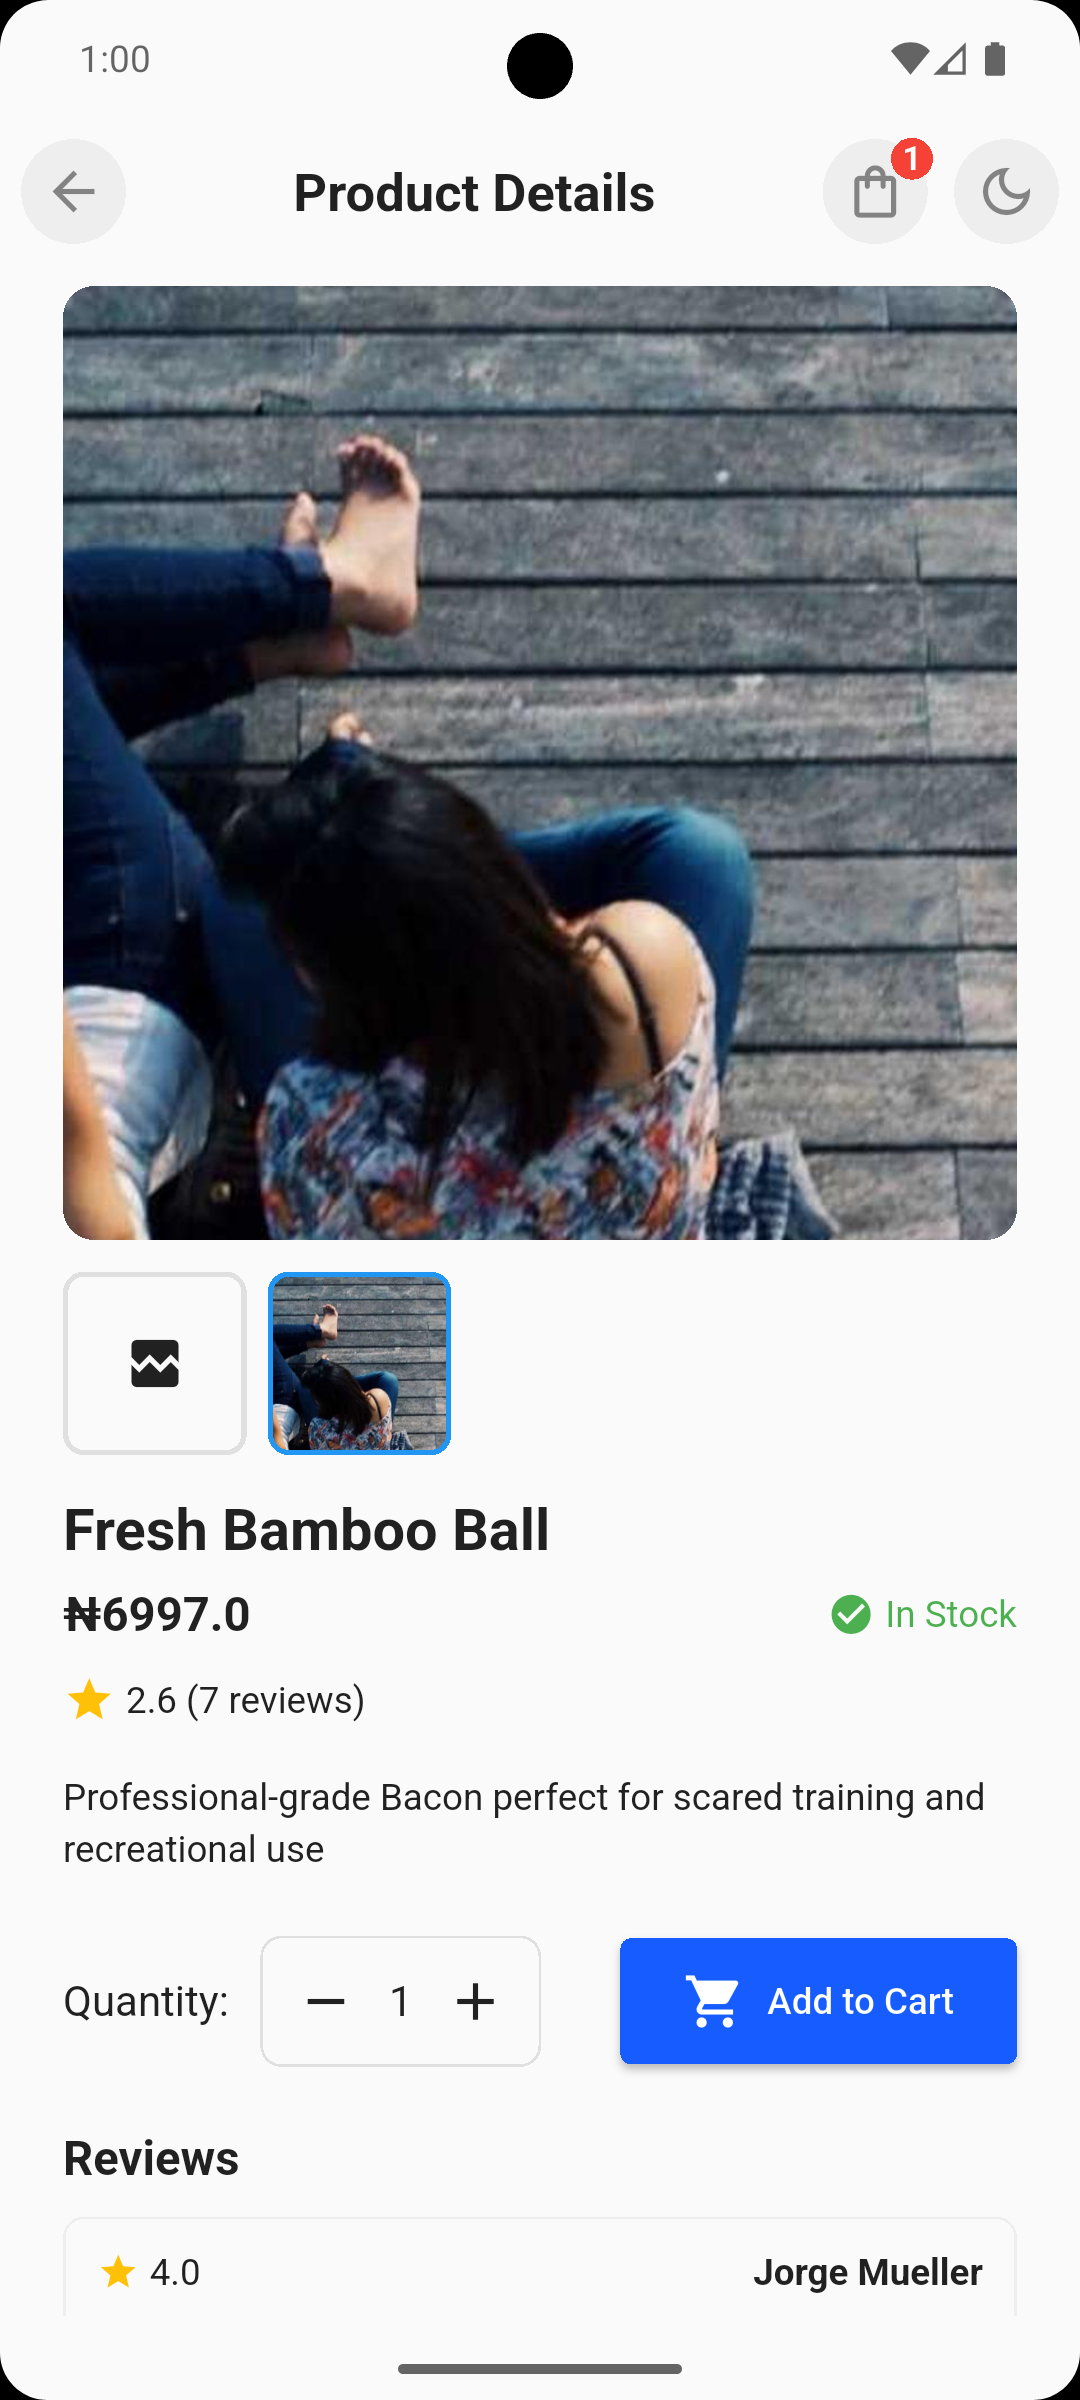 1:00
Product Details
1
Fresh Bamboo Ball
₦6997.0
In Stock
2.6 (7 reviews)
Professional-grade Bacon perfect for scared training and
recreational use
Quantity:
1
Add to Cart
Reviews
4.0
Jorge Mueller